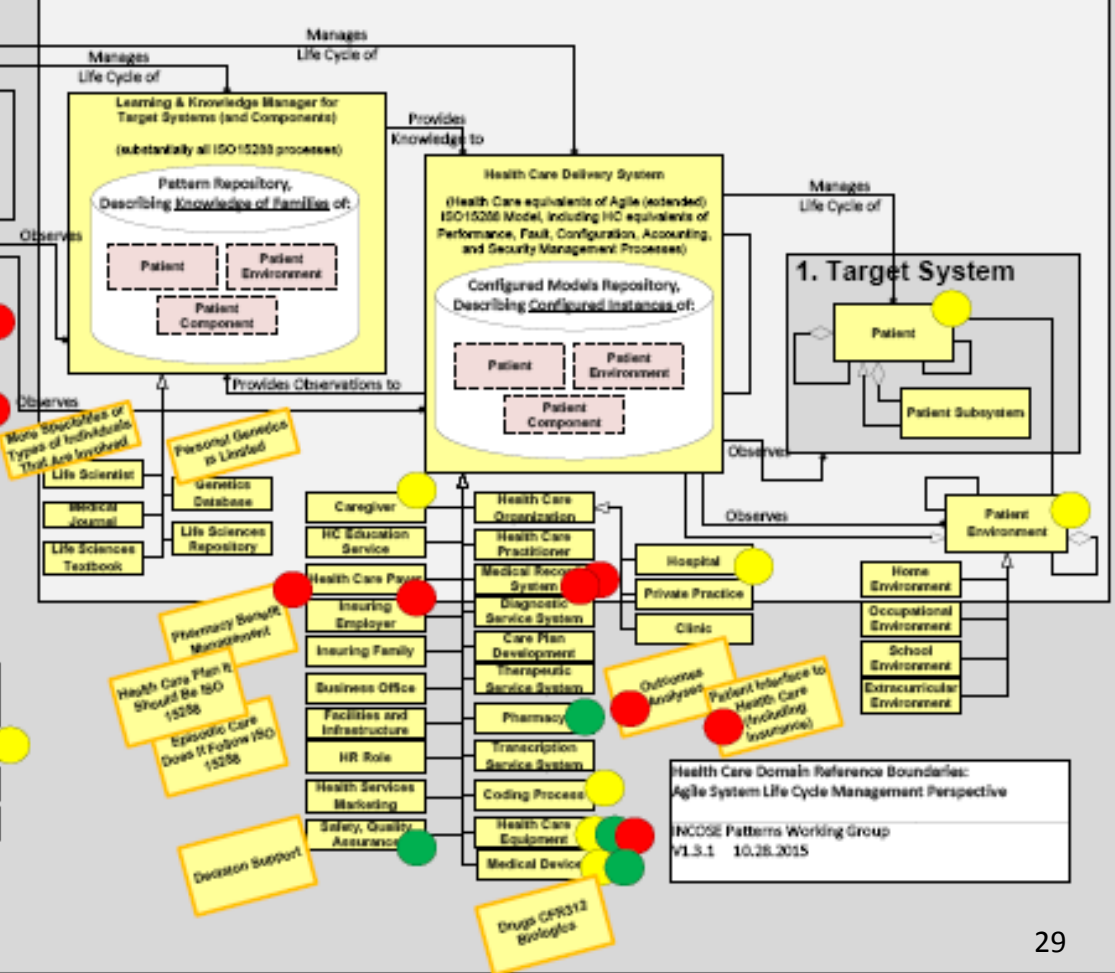 Manages
Life Cycle of
Manages
Life Cycle of
Learning & Knowledge Manager for
Target Systems (and Components)
(substantially all ISO15288 processes)
Pattern Repository,
Describing Knowledge of Families of:
Patient
Patient
Environment
Patient
Component
Provides
Knowledge to
Health Care Delivery System
(Health Care equivalents of Agile (extended)
ISO15288 Model, including HC equivalents of
Performance, Fault, Configuration, Accounting,
and Security Management Processes)
Configured Models Repository,
Describing Configured Instances of:
Patient
Patient
Environment
Patient
Component
Manages
Life Cycle of
1. Target System
Patient
Patient Subsystem
Observes
Observes
Provides Observations to
Observes
Observes
Patient
Environment
More Specialties or
Types of Individuals
That Are Involved
Personal Genetics
is Limited
Life Scientist
Medical
Journal
Life Sciences
Textbook
Genetics
Database
Life Sciences
Repository
Caregiver
HC Education
Service
Health Care Payer
Insuring
Employer
Insuring Family
Business Office
Facilities and
Infrastructure
HR Role
Health Services
Marketing
Safety, Quality
Assurance
Health Care
Organization
Health Care
Practitioner
Medical Record
System
Diagnostic
Service System
Care Plan
Development
Therapeutic
Service System
Pharmacy
Transcription
Service System
Coding Process
Health Care
Equipment
Medical Device
Hospital
Private Practice
Clinic
Home
Environment
Occupational
Environment
School
Environment
Extracurricular
Environment
Pharmacy Benefit
Management
Health Care Plan It
Should Be ISO
15288
Episodic Care
Does It Follow ISO
15288
Decision Support
Outcomes
Analyses
Patient Interface to
Health Care
(Including
Insurance)
Drugs CFR312
Biologics
Health Care Domain Reference Boundaries:
Agile System Life Cycle Management Perspective
INCOSE Patterns Working Group
V1.3.1 10.28.2015
29